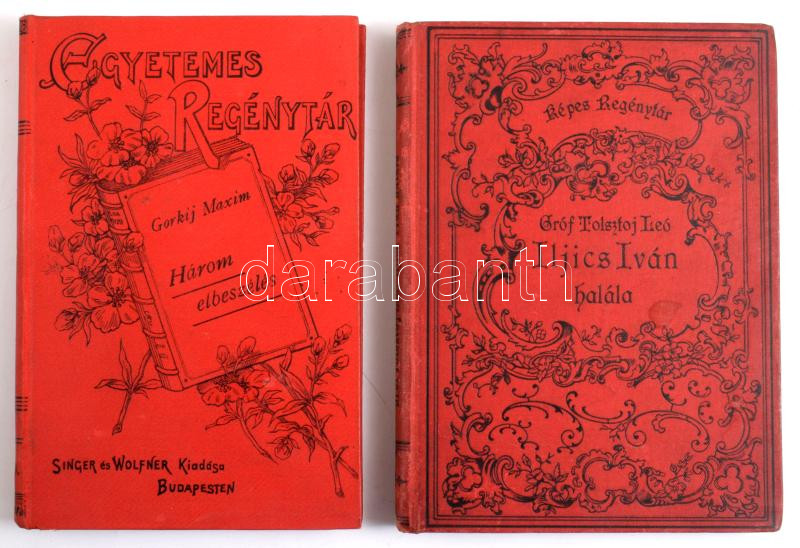 EGYETEMES
REGÉNYTÁR
Gorkij Maxim
Három
elbeszélés
SINGER és WOLFNER Kiadása
BUDAPESTEN
Képes Regénytár
Gróf Tolsztoj Leó
Iljics Iván
halála
darabanth